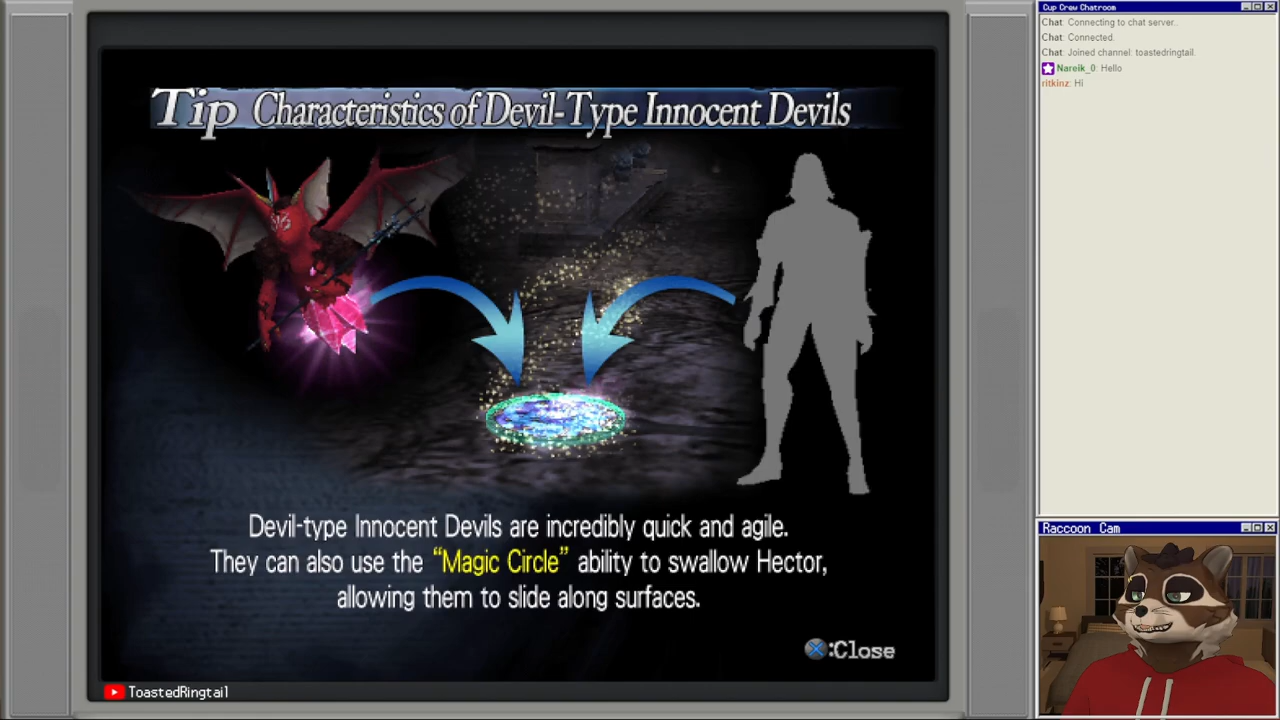 Tip Characteristics of Devil-Type Innocent Devils
Devil-type Innocent Devils are incredibly quick and agile.
They can also use the “Magic Circle” ability to swallow Hector,
allowing them to slide along surfaces.
:Close
ToastedRingtail
Cup Crew Chatroom
Chat: Connecting to chat server..
Chat: Connected.
Chat: Joined channel: toastedringtail.
Nareik_0: Hello
ritkinz: Hi
Raccoon Cam